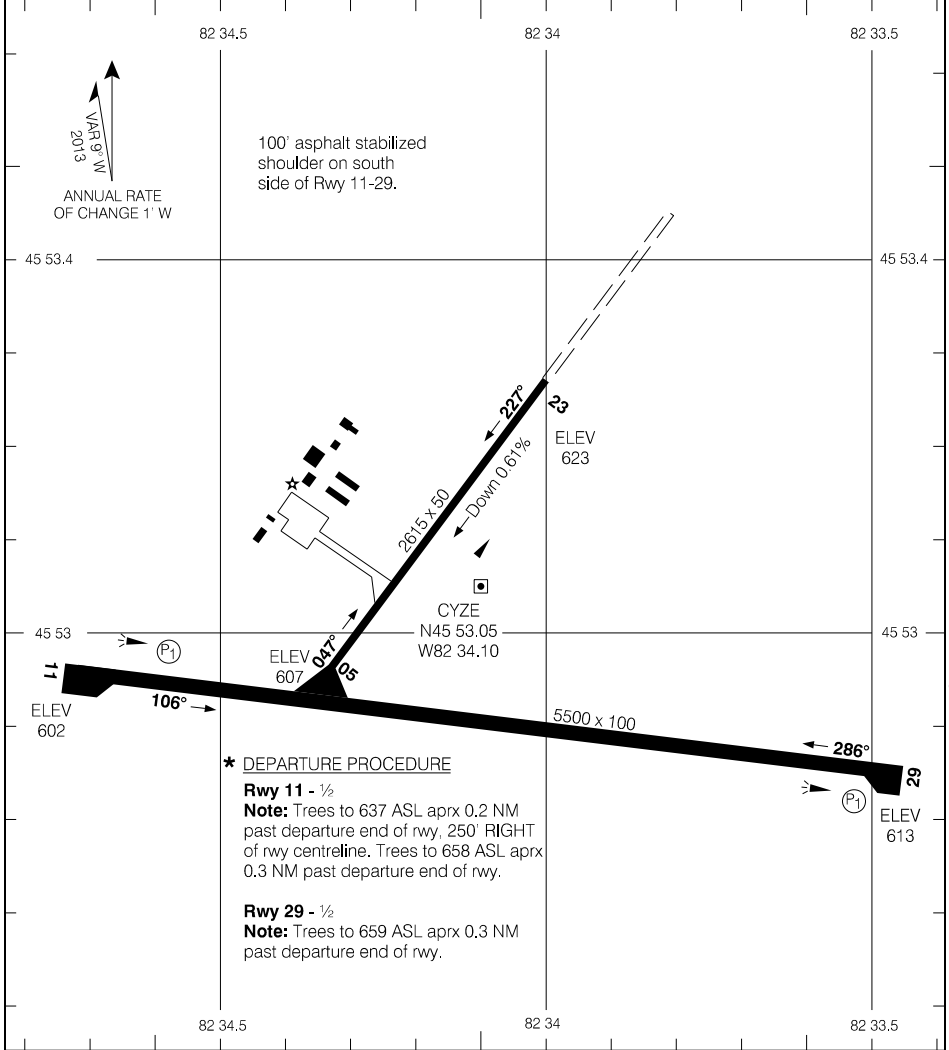 82 34.5
82 34
82 33.5
VAR 9° W
2013
ANNUAL RATE
OF CHANGE 1' W
100' asphalt stabilized
shoulder on south
side of Rwy 11-29.
45 53.4
45 53.4
227°
23
ELEV
623
Down 0.61%
2615 x 50
CYZE
N45 53.05
W82 34.10
45 53
45 53
P1
ELEV
607
047°
05
11
ELEV
602
106°
5500 x 100
286°
29
P1
ELEV
613
* DEPARTURE PROCEDURE
Rwy 11 - ½
Note: Trees to 637 ASL aprx 0.2 NM
past departure end of rwy, 250' RIGHT
of rwy centreline. Trees to 658 ASL aprx
0.3 NM past departure end of rwy.
Rwy 29 - ½
Note: Trees to 659 ASL aprx 0.3 NM
past departure end of rwy.
82 34.5
82 34
82 33.5